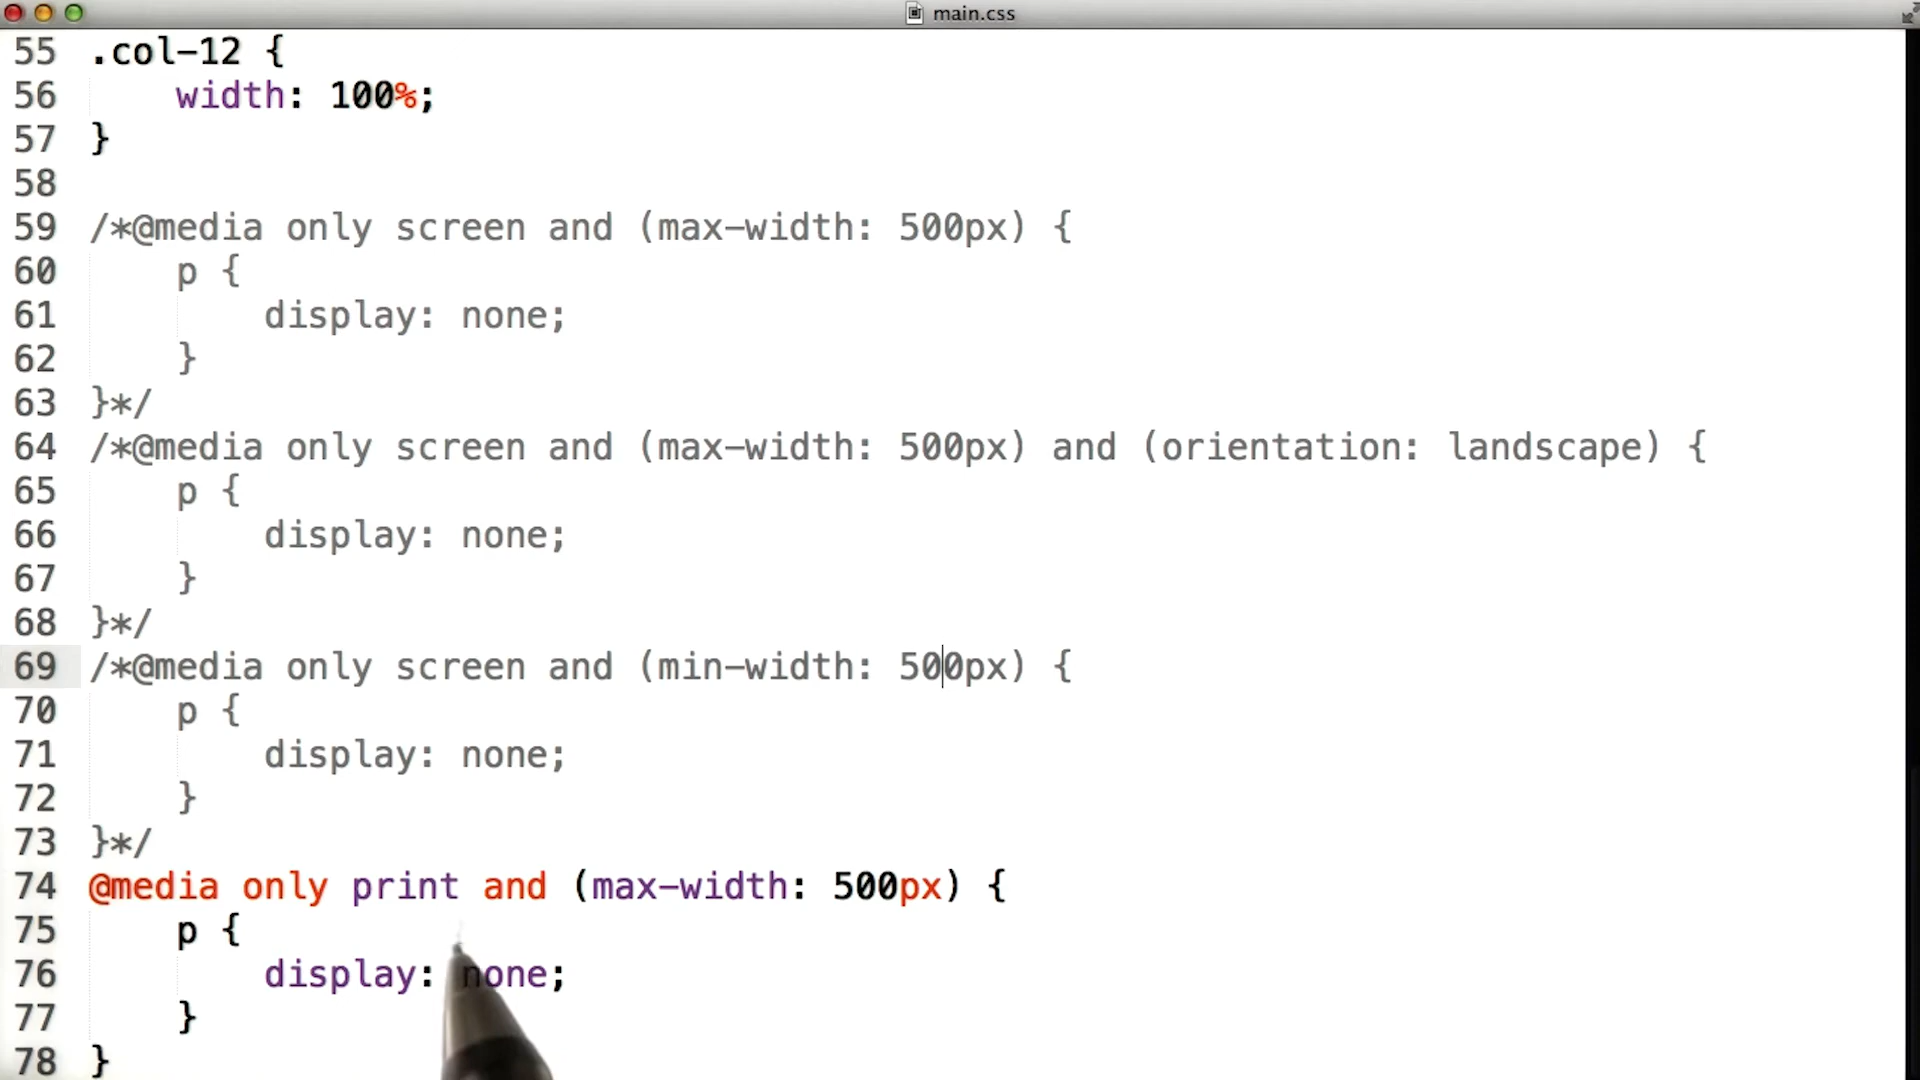 main.css
55 .col-12 {
56 width: 100%;
57 }
58
59 /*@media only screen and (max-width: 500px) {
60 p {
61 display: none;
62 }
63 }*/
64 /*@media only screen and (max-width: 500px) and (orientation: landscape) {
65 p {
66 display: none;
67 }
68 }*/
69 /*@media only screen and (min-width: 500px) {
70 p {
71 display: none;
72 }
73 }*/
74 @media only print and (max-width: 500px) {
75 p {
76 display: none;
77 }
78 }